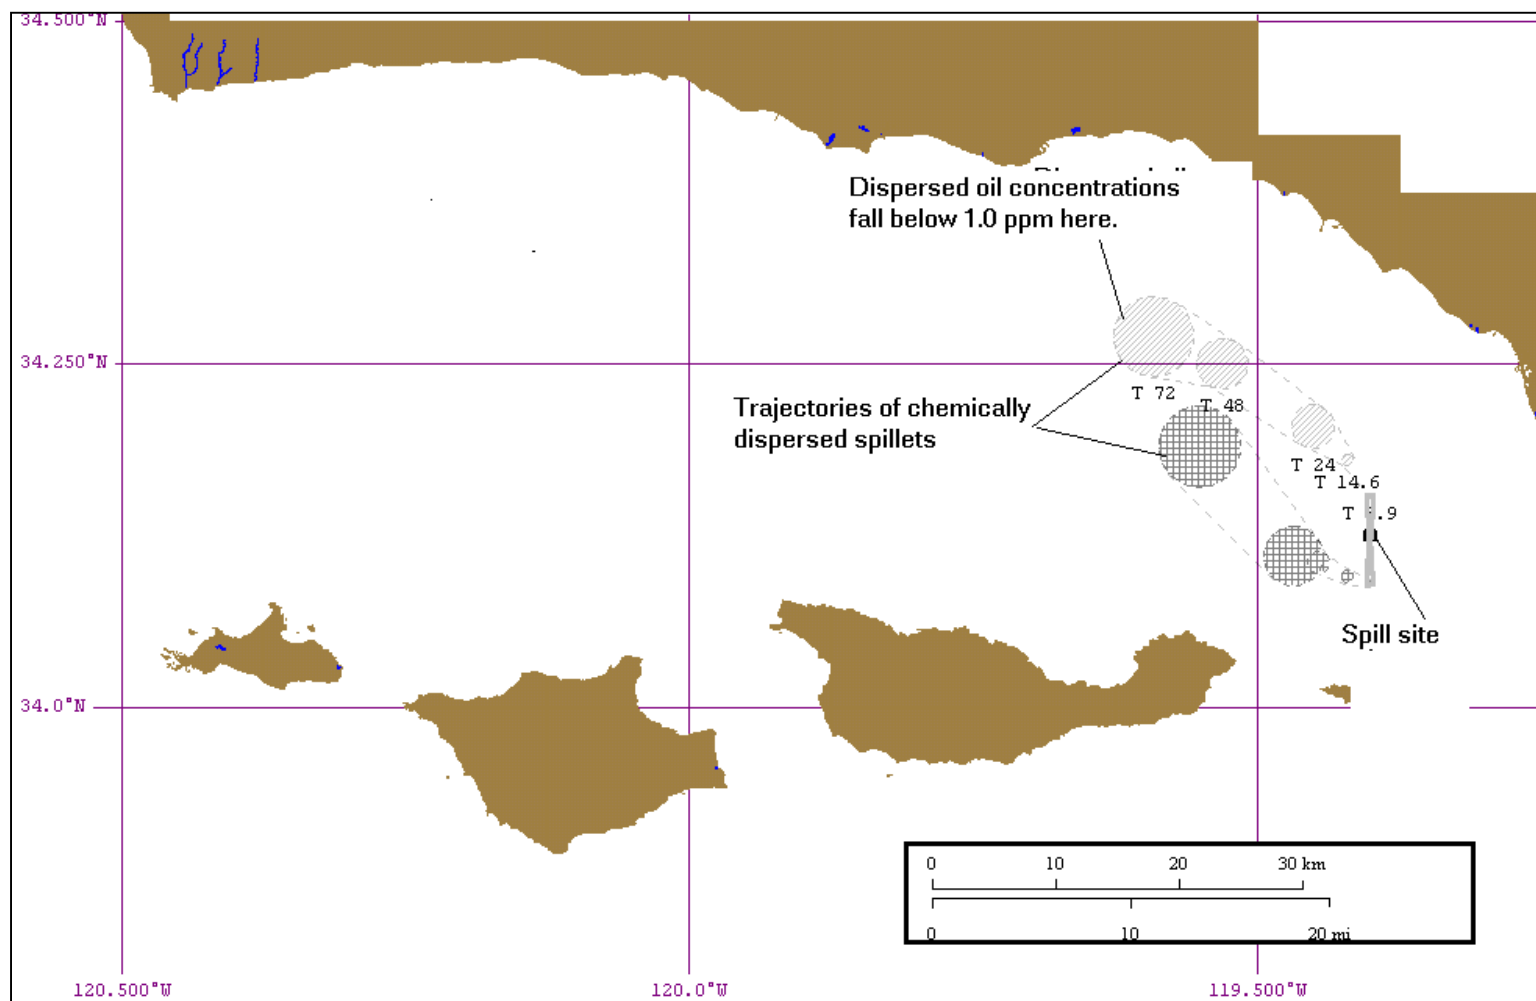 34.500°N
Dispersed oil concentrations
fall below 1.0 ppm here.
34.250°N
T 72
T 48
Trajectories of chemically
dispersed spillets
T 24
T 14.6
T .9
Spill site
34.0°N
0 10 20 30 km
0 10 20 mi
120.500°W 120.0°W 119.500°W